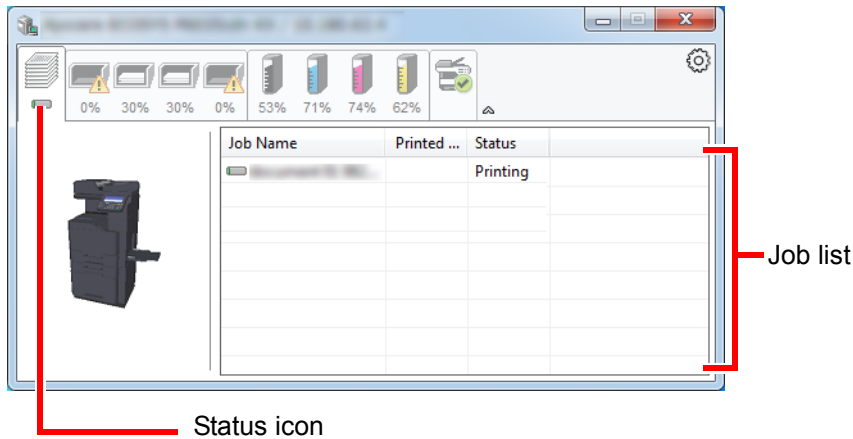 0% 30% 30% 0% 53% 71% 74% 62%
Job Name Printed ... Status
Printing
Job list
Status icon